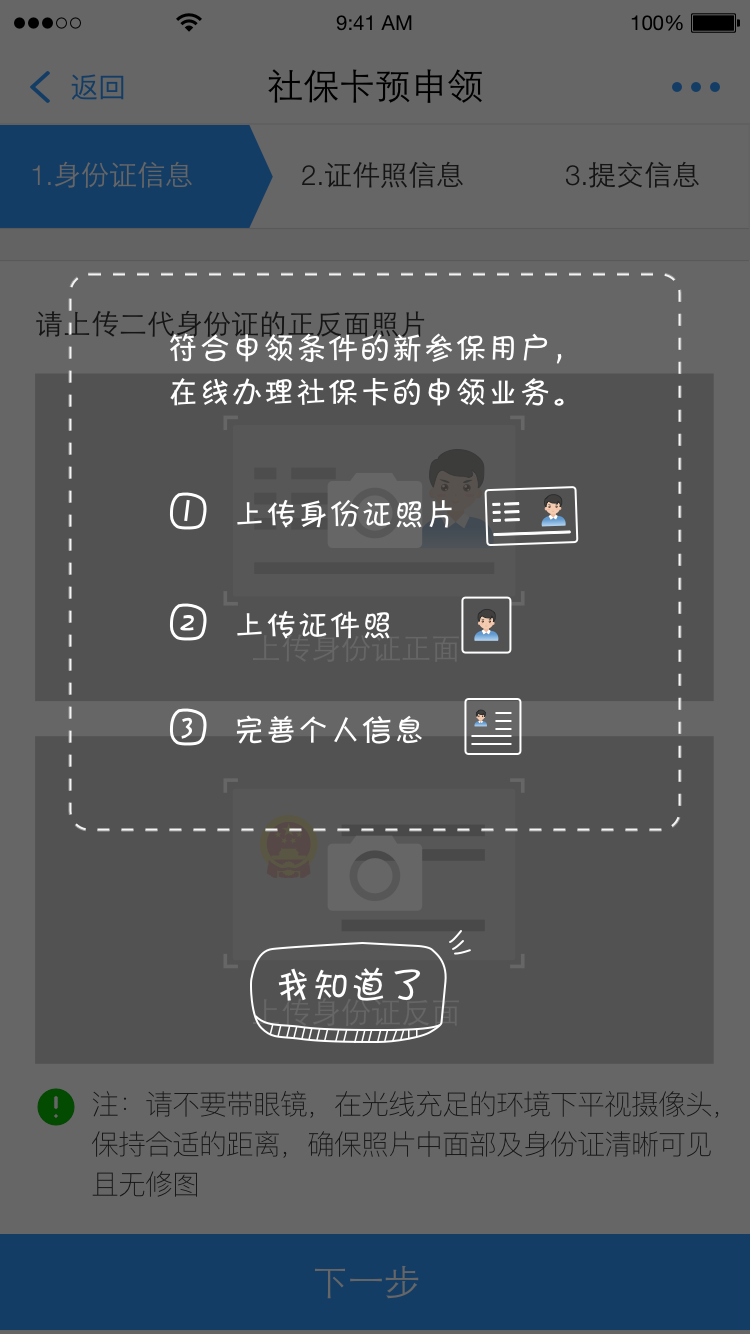 9:41 AM
100%
返回
社保卡预申领
1.身份证信息
2.证件照信息
3.提交信息
请上传二代身份证的正反面照片
符合申领条件的新参保用户，
在线办理社保卡的申领业务。
1 上传身份证照片
2 上传证件照
上传身份证正面
3 完善个人信息
我知道了
上传身份证反面
注：请不要带眼镜，在光线充足的环境下平视摄像头，
保持合适的距离，确保照片中面部及身份证清晰可见
且无修图
下一步